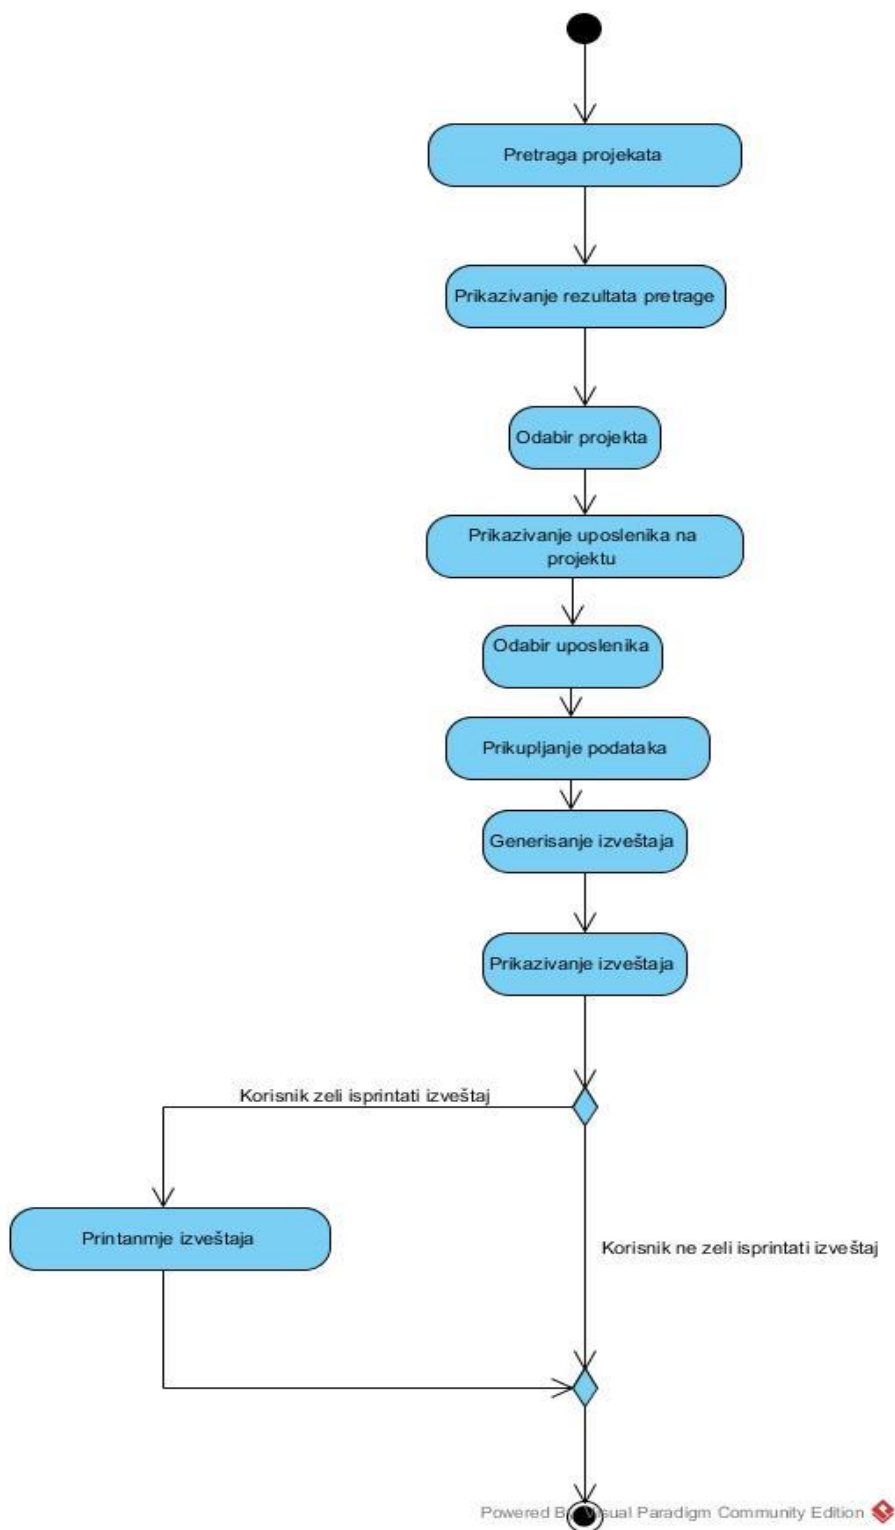 Pretraga projekata
Prikazivanje rezultata pretrage
Odabir projekta
Prikazivanje uposlenika na
projektu
Odabir uposlenika
Prikupljanje podataka
Generisanje izveštaja
Prikazivanje izveštaja
Korisnik zeli isprintati izveštaj
Printanmje izveštaja
Korisnik ne zeli isprintati izveštaj
Powered By Visual Paradigm Community Edition